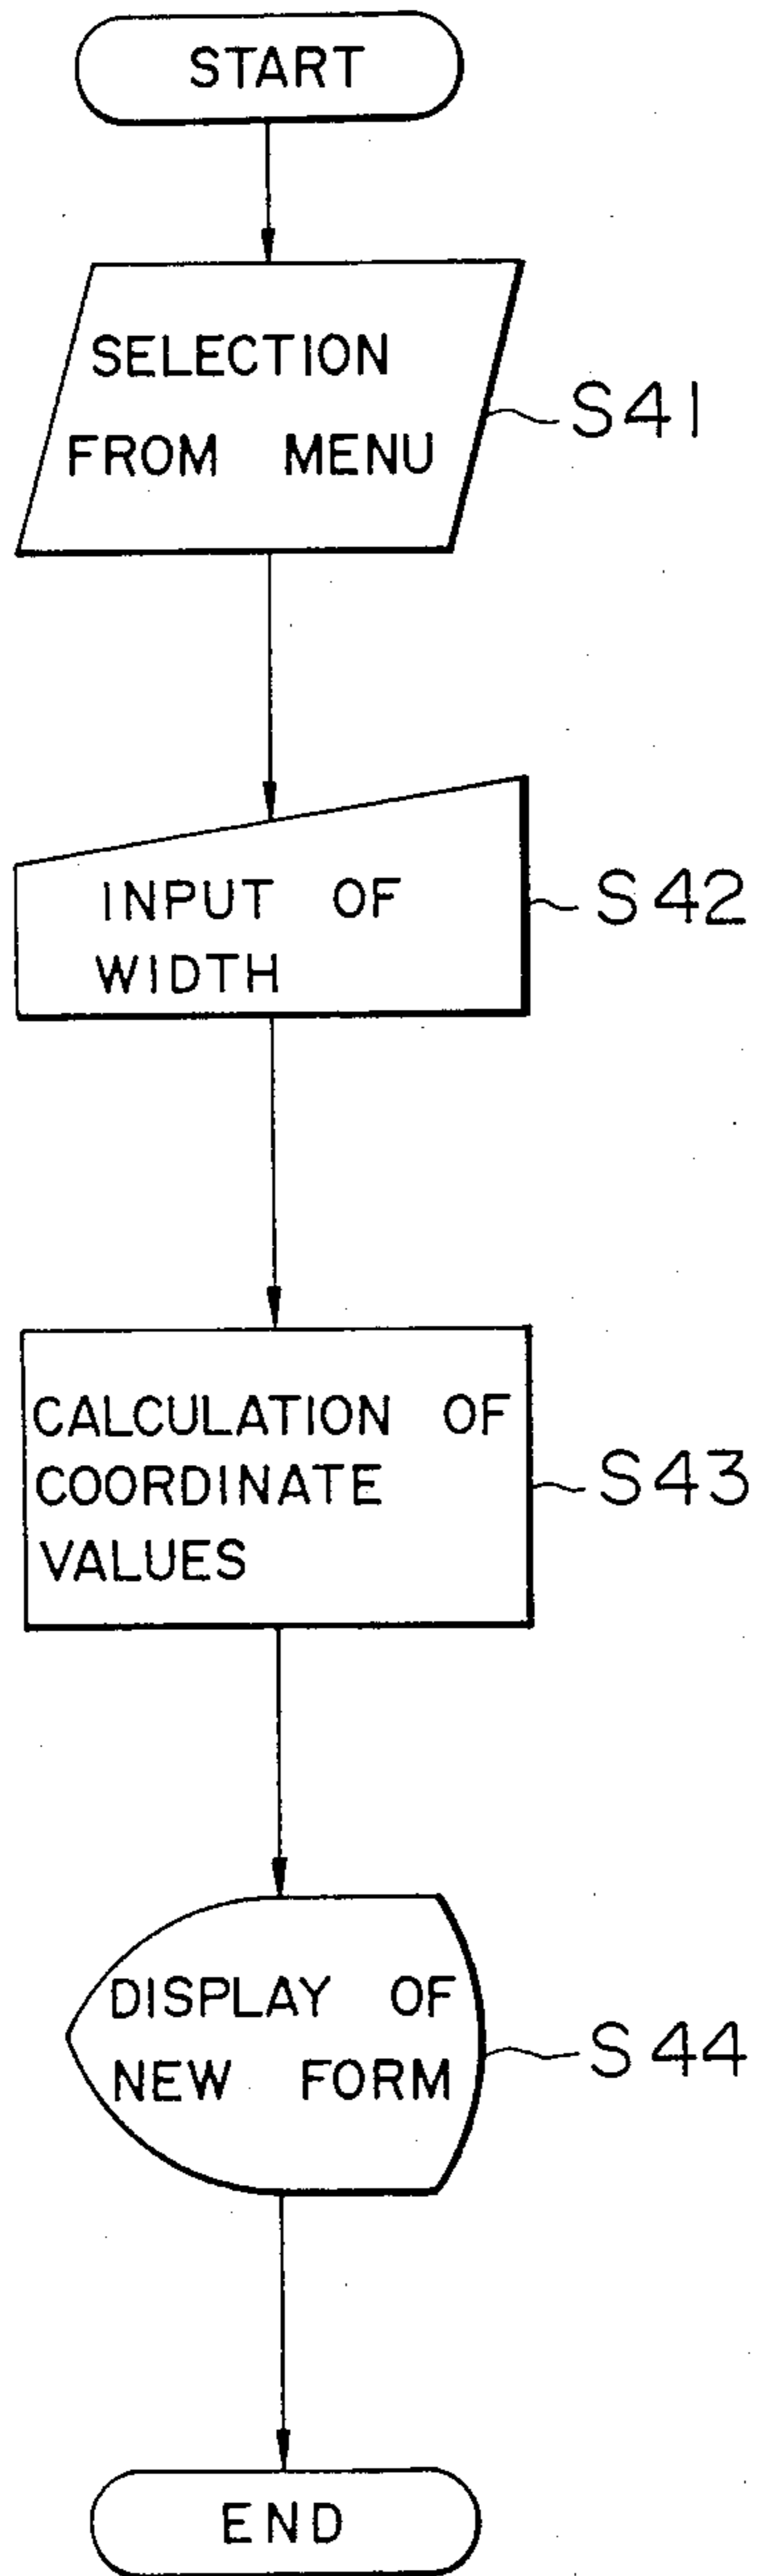 START
SELECTION
FROM MENU
S41
INPUT OF
WIDTH
S42
CALCULATION OF
COORDINATE
VALUES
S43
DISPLAY OF
NEW FORM
S44
END